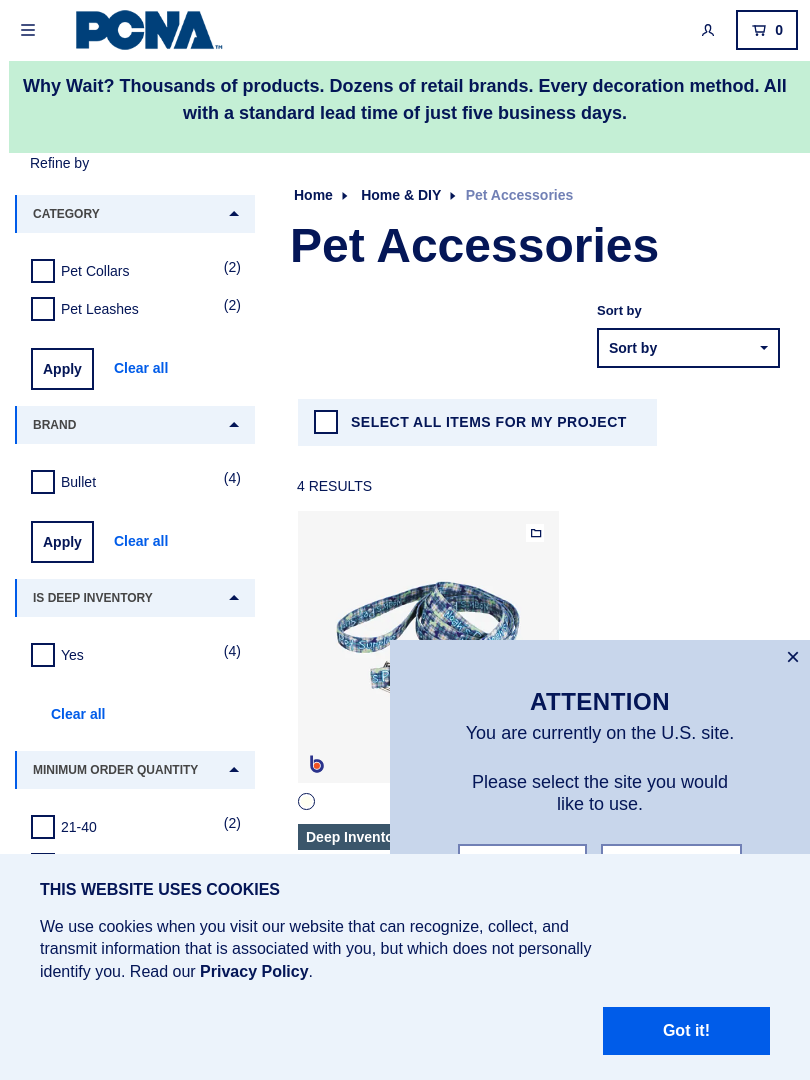 PCNA™
0
Why Wait? Thousands of products. Dozens of retail brands. Every decoration method. All
with a standard lead time of just five business days.
Refine by
Home
Home & DIY
Pet Accessories
CATEGORY
Pet Accessories
Pet Collars
(2)
Pet Leashes
(2)
Sort by
Sort by
Apply
Clear all
BRAND
SELECT ALL ITEMS FOR MY PROJECT
Bullet
(4)
4 RESULTS
Apply
Clear all
IS DEEP INVENTORY
Yes
(4)
Clear all
ATTENTION
You are currently on the U.S. site.
Please select the site you would
like to use.
MINIMUM ORDER QUANTITY
b
21-40
(2)
Deep Invento
THIS WEBSITE USES COOKIES
We use cookies when you visit our website that can recognize, collect, and
transmit information that is associated with you, but which does not personally
identify you. Read our Privacy Policy.
Got it!